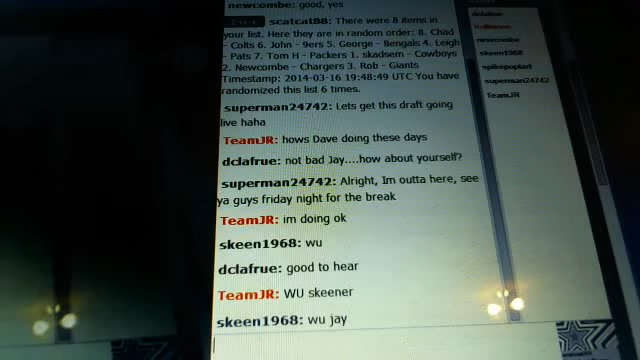 newcombe: good, yes
scatcat88: There were 8 items in
your list. Here they are in random order: 8. Chad
- Colts 6. John - 9ers 5. George - Bengals 4. Leigh
- Pats 7. Tom H - Packers 1. skadsem - Cowboys
2. Newcombe - Chargers 3. Rob - Giants
Timestamp: 2014-03-16 19:48:49 UTC You have
randomized this list 6 times.
superman24742: Lets get this draft going
live haha
TeamJR: hows Dave doing these days
dclafrue: not bad Jay....how about yourself?
superman24742: Alright, Im outta here, see
ya guys friday night for the break
TeamJR: im doing ok
skeen1968: wu
dclafrue: good to hear
TeamJR: WU skeener
skeen1968: wu jay
dclafrue
newcombe
skeen1968
superman24742
TeamJR